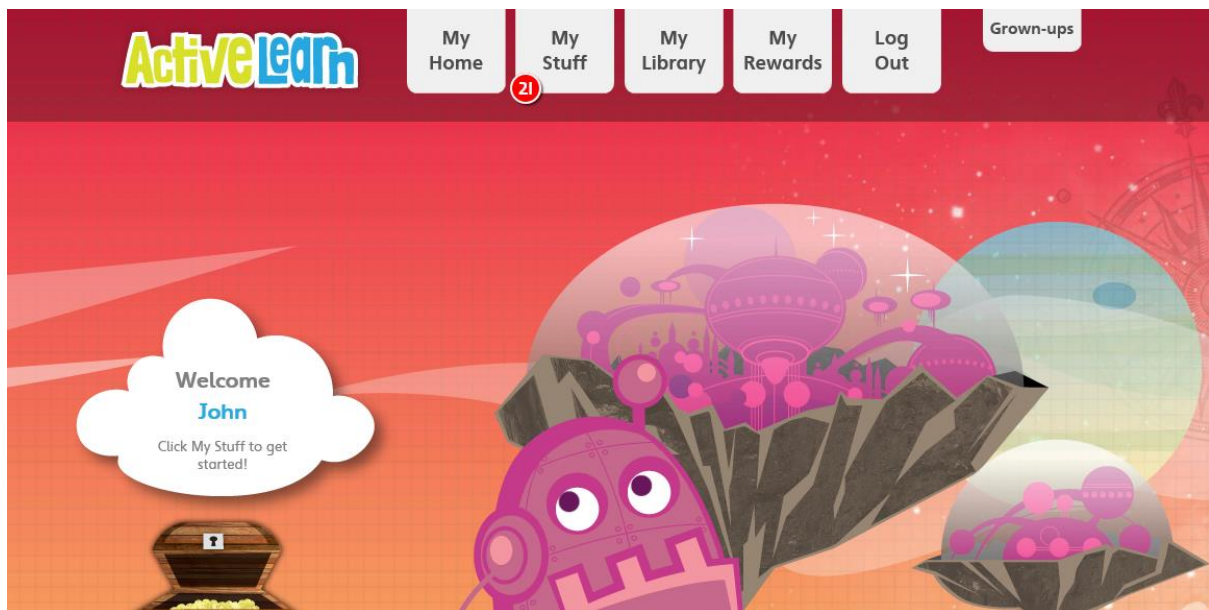 ActiveLearn
My
Home
My
Stuff
21
My
Library
My
Rewards
Log
Out
Grown-ups
Welcome
John
Click My Stuff to get
started!